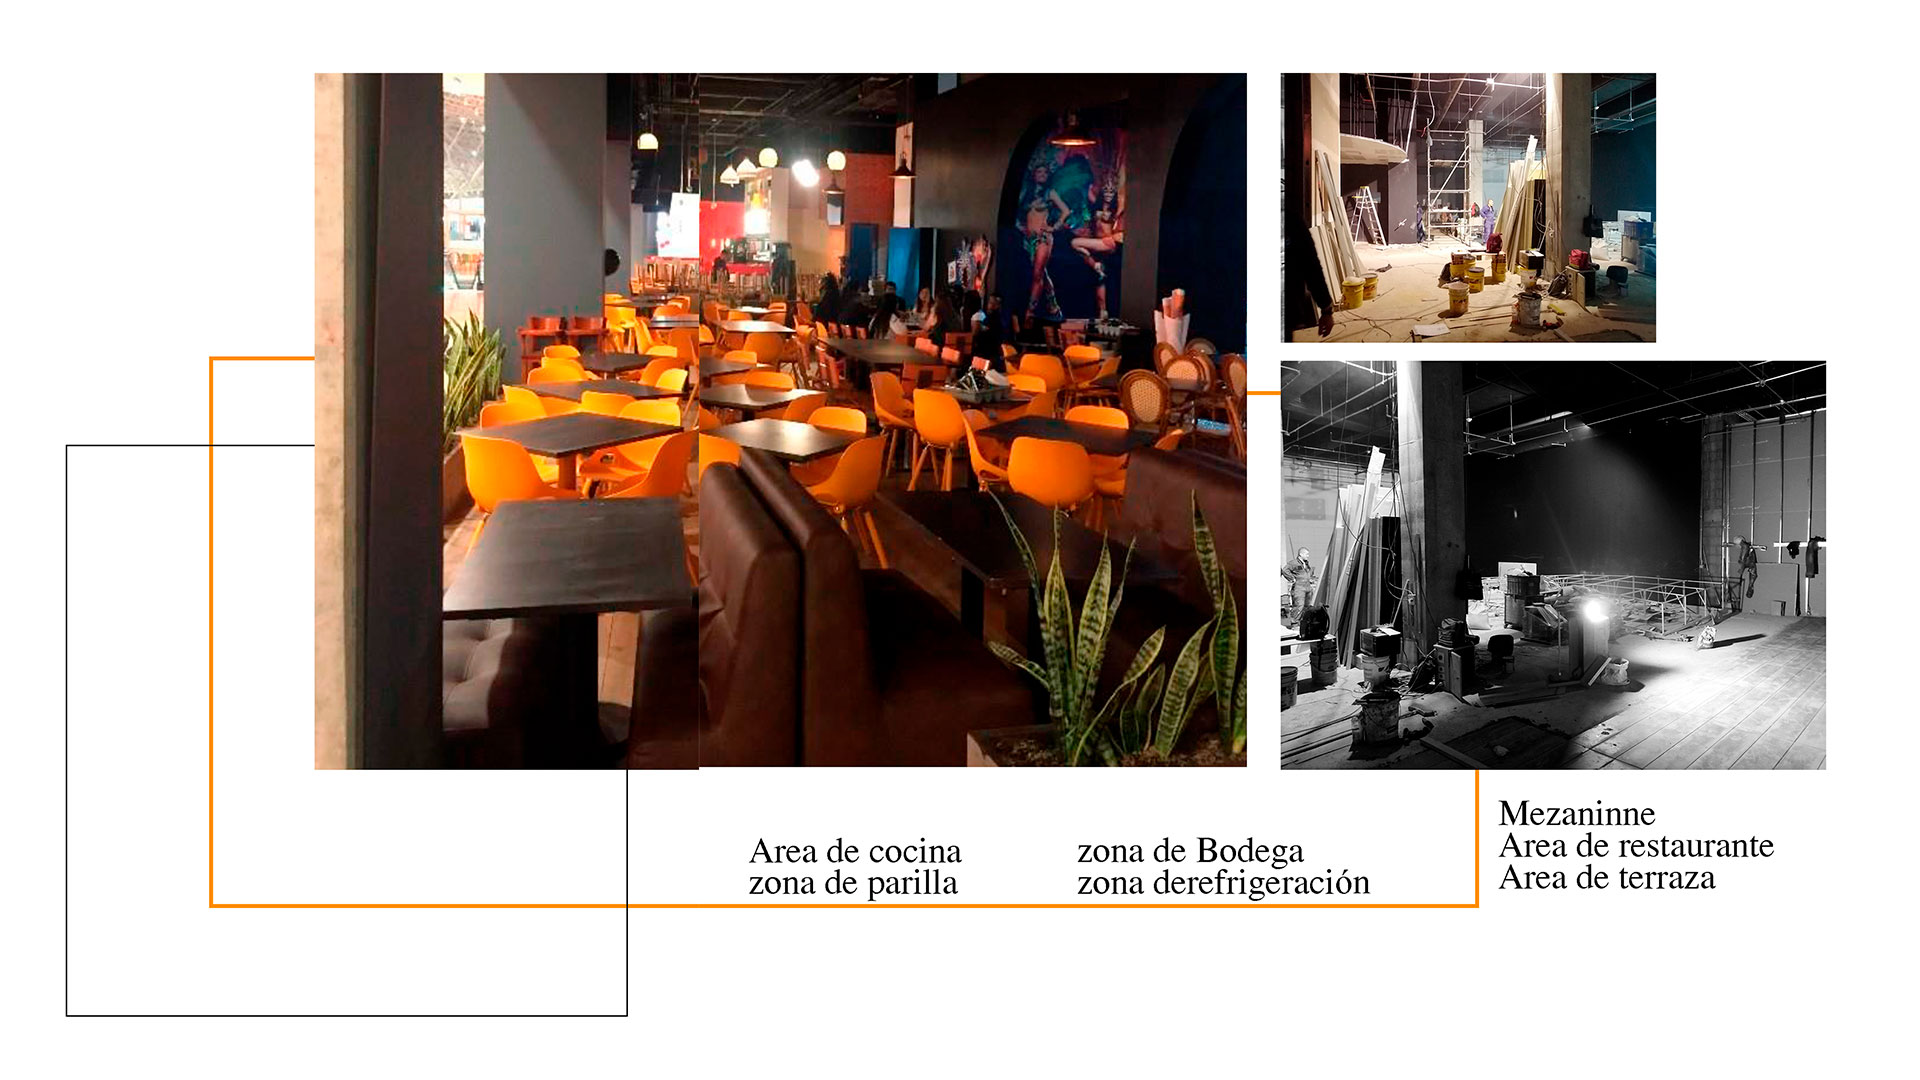 Area de cocina
zona de parilla
zona de Bodega
zona derefrigeración
Mezaninne
Area de restaurante
Area de terraza